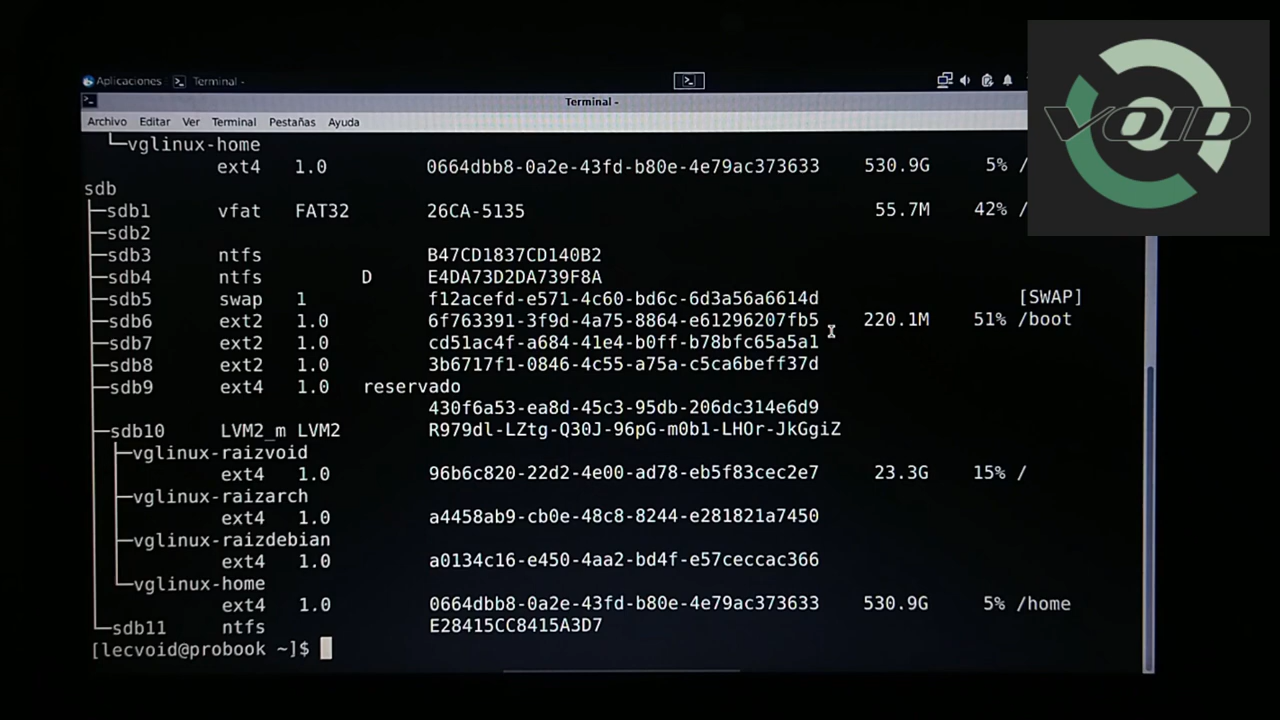 Aplicaciones Terminal -
VOID
Terminal -
Archivo Editar Ver Terminal Pestañas Ayuda
└─vglinux-home
ext4 1.0 0664dbb8-0a2e-43fd-b80e-4e79ac373633 530.9G 5% /
sdb
├─sdb1 vfat FAT32 26CA-5135 55.7M 42% /
├─sdb2
├─sdb3 ntfs B47CD1837CD140B2
├─sdb4 ntfs D E4DA73D2DA739F8A
├─sdb5 swap 1 f12acefd-e571-4c60-bd6c-6d3a56a6614d [SWAP]
├─sdb6 ext2 1.0 6f763391-3f9d-4a75-8864-e61296207fb5 220.1M 51% /boot
├─sdb7 ext2 1.0 cd51ac4f-a684-41e4-b0ff-b78bfc65a5a1
├─sdb8 ext2 1.0 3b6717f1-0846-4c55-a75a-c5ca6beff37d
├─sdb9 ext4 1.0 reservado
430f6a53-ea8d-45c3-95db-206dc314e6d9
├─sdb10 LVM2_m LVM2 R979dl-LZtg-Q30J-96pG-m0b1-LHOr-JkGgiZ
├─vglinux-raizvoid
ext4 1.0 96b6c820-22d2-4e00-ad78-eb5f83cec2e7 23.3G 15% /
├─vglinux-raizarch
ext4 1.0 a4458ab9-cb0e-48c8-8244-e281821a7450
├─vglinux-raizdebian
ext4 1.0 a0134c16-e450-4aa2-bd4f-e57ceccac366
└─vglinux-home
ext4 1.0 0664dbb8-0a2e-43fd-b80e-4e79ac373633 530.9G 5% /home
└─sdb11 ntfs E28415CC8415A3D7
[lecvoid@probook ~]$